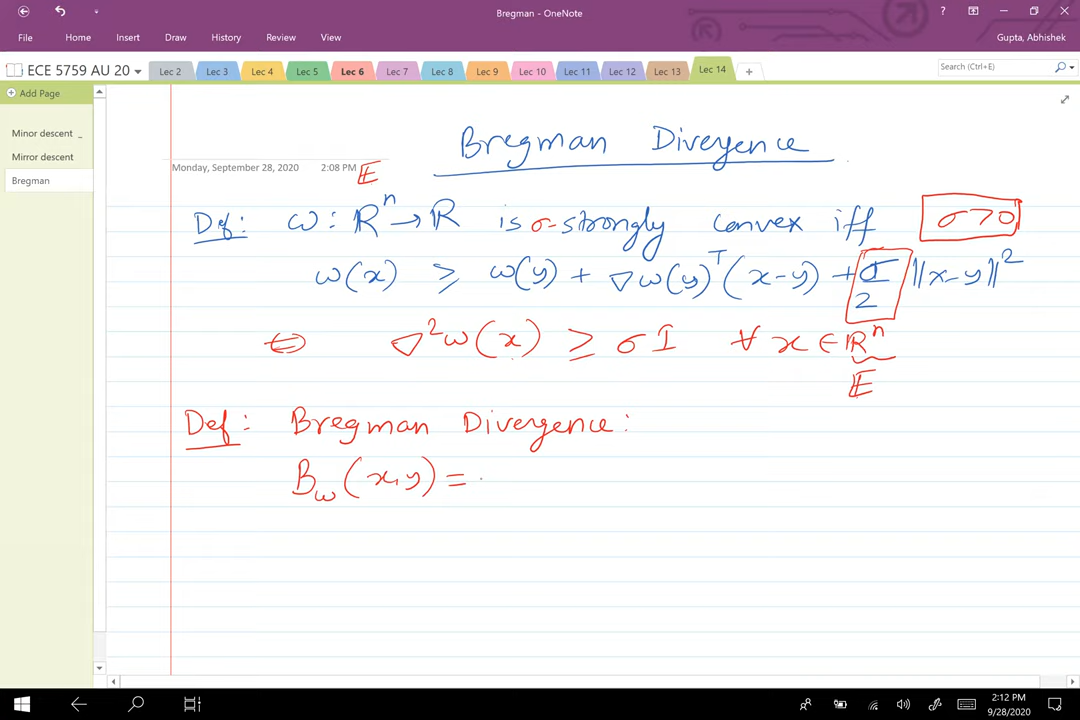 Bregman - OneNote
Gupta, Abhishek
File Home Insert Draw History Review View
ECE 5759 AU 20
Lec 2 Lec 3 Lec 4 Lec 5 Lec 6 Lec 7 Lec 8 Lec 9 Lec 10 Lec 11 Lec 12 Lec 13 Lec 14
Search (Ctrl+E)
Add Page
Minor descent _
Mirror descent
Bregman
Bregman Divergence
Monday, September 28, 2020 2:08 PM
𝔼
Def: ω: ℝⁿ → ℝ is σ-strongly convex iff σ>0
ω(x) ≥ ω(y) + ∇ω(y)ᵀ(x-y) + σ/2 ||x-y||²
⇔ ∇²ω(x) ≥ σI ∀ x ∈ ℝⁿ
𝔼
Def: Bregman Divergence:
B_ω(x,y) =
2:12 PM
9/28/2020